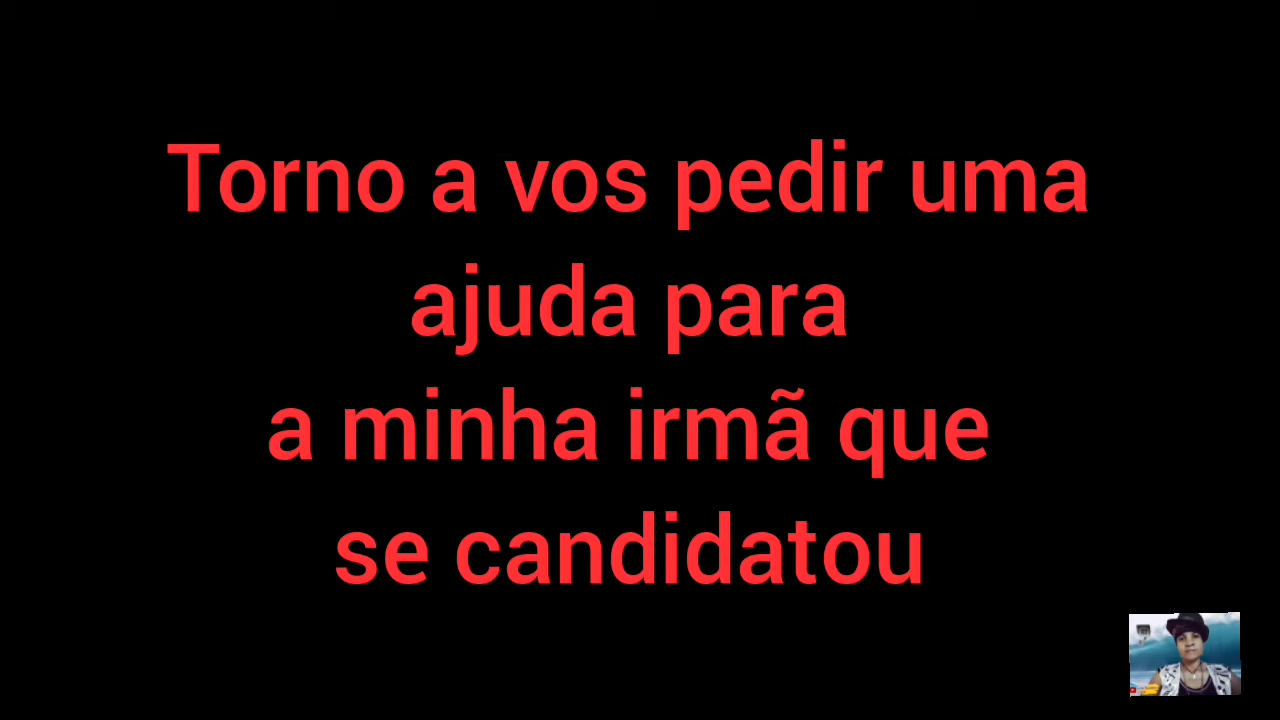 Torno a vos pedir uma
ajuda para
a minha irmã que
se candidatou